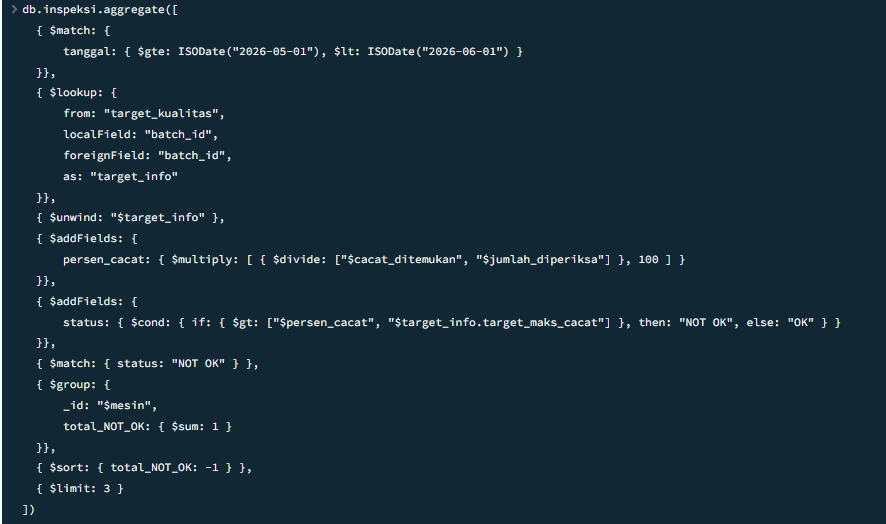 > db.inspeksi.aggregate([
{ $match: {
tanggal: { $gte: ISODate("2026-05-01"), $lt: ISODate("2026-06-01") }
}},
{ $lookup: {
from: "target_kualitas",
localField: "batch_id",
foreignField: "batch_id",
as: "target_info"
}},
{ $unwind: "$target_info" },
{ $addFields: {
persen_cacat: { $multiply: [ { $divide: ["$cacat_ditemukan", "$jumlah_diperiksa"] }, 100 ] }
}},
{ $addFields: {
status: { $cond: { if: { $gt: ["$persen_cacat", "$target_info.target_maks_cacat"] }, then: "NOT OK", else: "OK" } }
}},
{ $match: { status: "NOT OK" } },
{ $group: {
_id: "$mesin",
total_NOT_OK: { $sum: 1 }
}},
{ $sort: { total_NOT_OK: -1 } },
{ $limit: 3 }
])